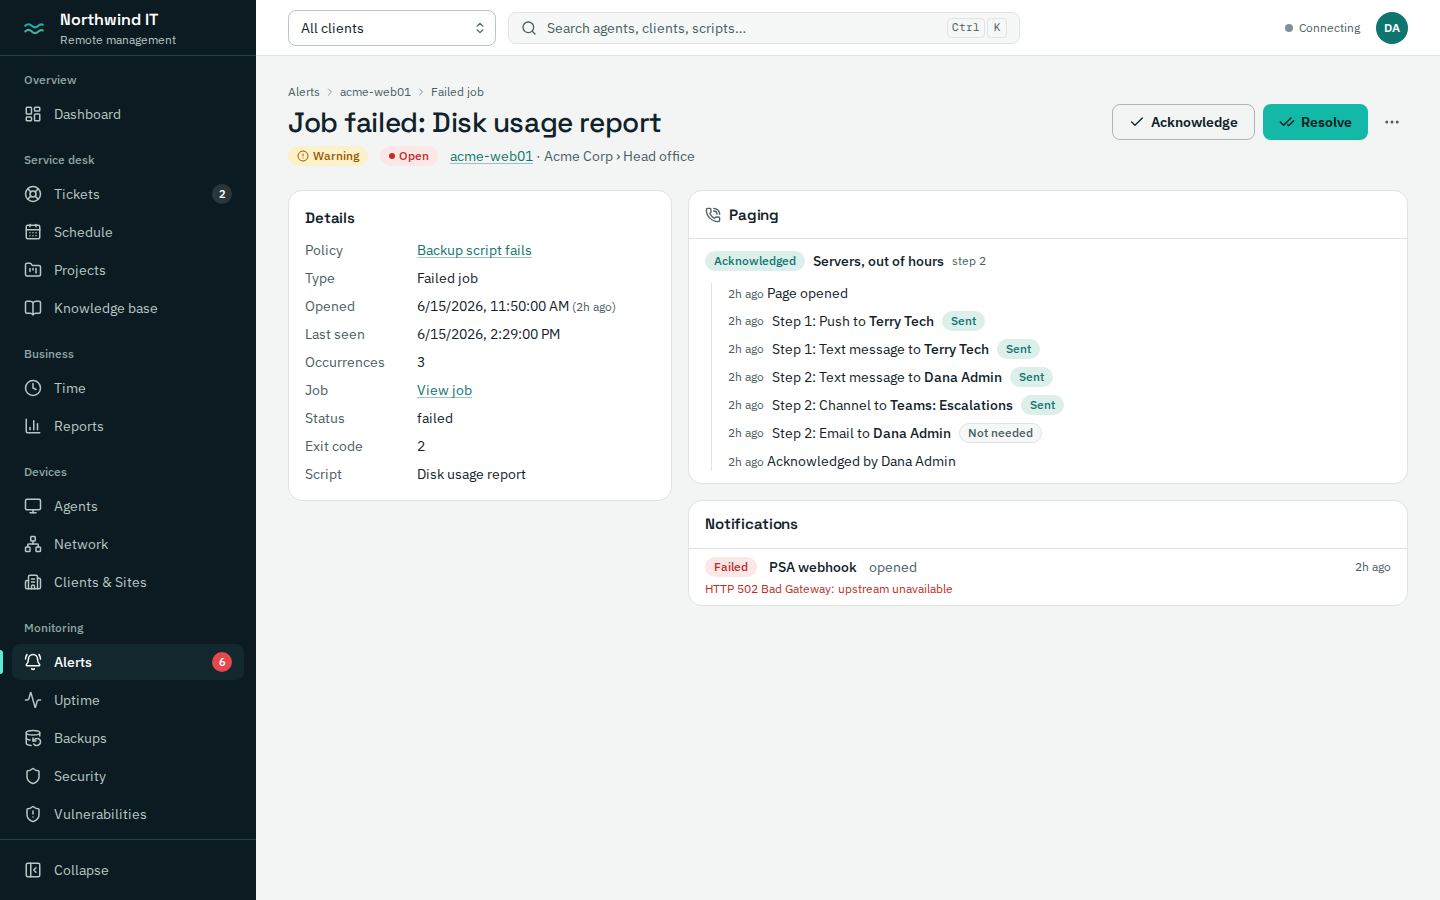 Northwind IT
Remote management
Overview
Dashboard
Service desk
Tickets 2
Schedule
Projects
Knowledge base
Business
Time
Reports
Devices
Agents
Network
Clients & Sites
Monitoring
Alerts 6
Uptime
Backups
Security
Vulnerabilities
Collapse
All clients
Search agents, clients, scripts... Ctrl K
Connecting DA
Alerts > acme-web01 > Failed job
Job failed: Disk usage report
Acknowledge Resolve
Warning Open acme-web01 · Acme Corp › Head office
Details
Policy Backup script fails
Type Failed job
Opened 6/15/2026, 11:50:00 AM (2h ago)
Last seen 6/15/2026, 2:29:00 PM
Occurrences 3
Job View job
Status failed
Exit code 2
Script Disk usage report
Paging
Acknowledged Servers, out of hours step 2
2h ago Page opened
2h ago Step 1: Push to Terry Tech Sent
2h ago Step 1: Text message to Terry Tech Sent
2h ago Step 2: Text message to Dana Admin Sent
2h ago Step 2: Channel to Teams: Escalations Sent
2h ago Step 2: Email to Dana Admin Not needed
2h ago Acknowledged by Dana Admin
Notifications
Failed PSA webhook opened 2h ago
HTTP 502 Bad Gateway: upstream unavailable